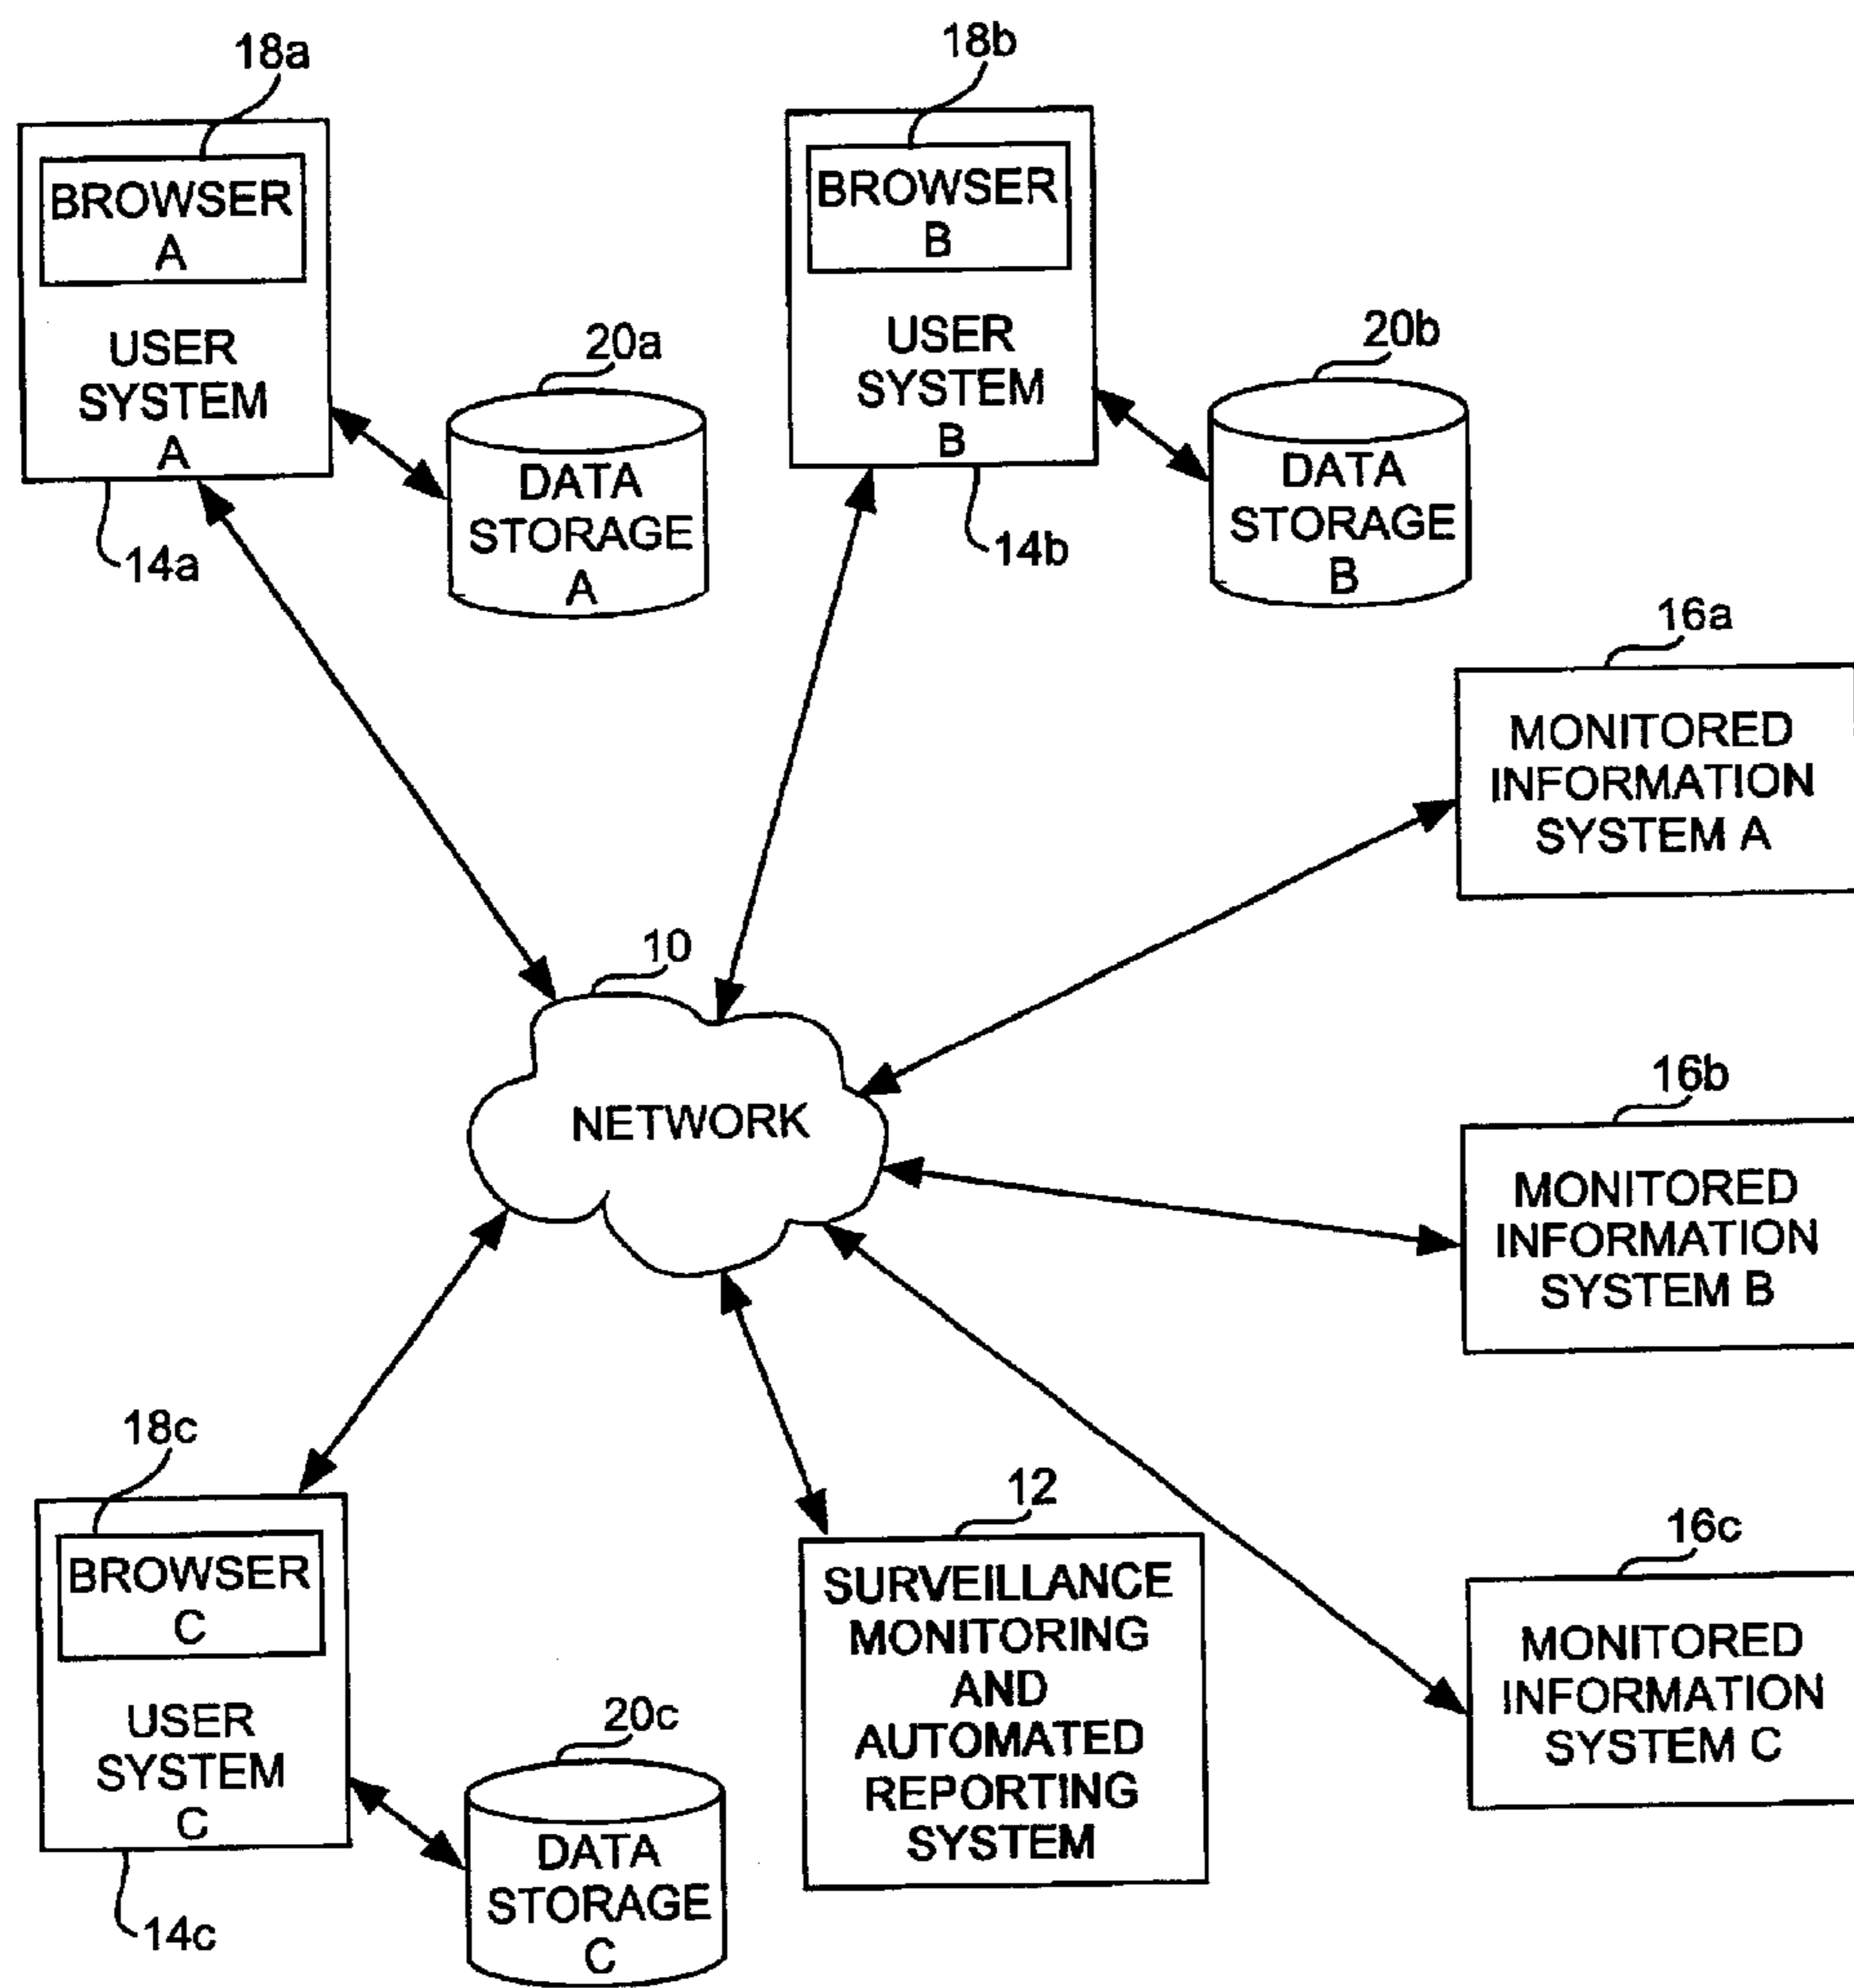 18a
BROWSER
A
USER
SYSTEM
A
14a
20a
DATA
STORAGE
A
18b
BROWSER
B
USER
SYSTEM
B
14b
20b
DATA
STORAGE
B
16a
MONITORED
INFORMATION
SYSTEM A
10
NETWORK
16b
MONITORED
INFORMATION
SYSTEM B
18c
BROWSER
C
USER
SYSTEM
C
14c
20c
DATA
STORAGE
C
12
SURVEILLANCE
MONITORING
AND
AUTOMATED
REPORTING
SYSTEM
16c
MONITORED
INFORMATION
SYSTEM C